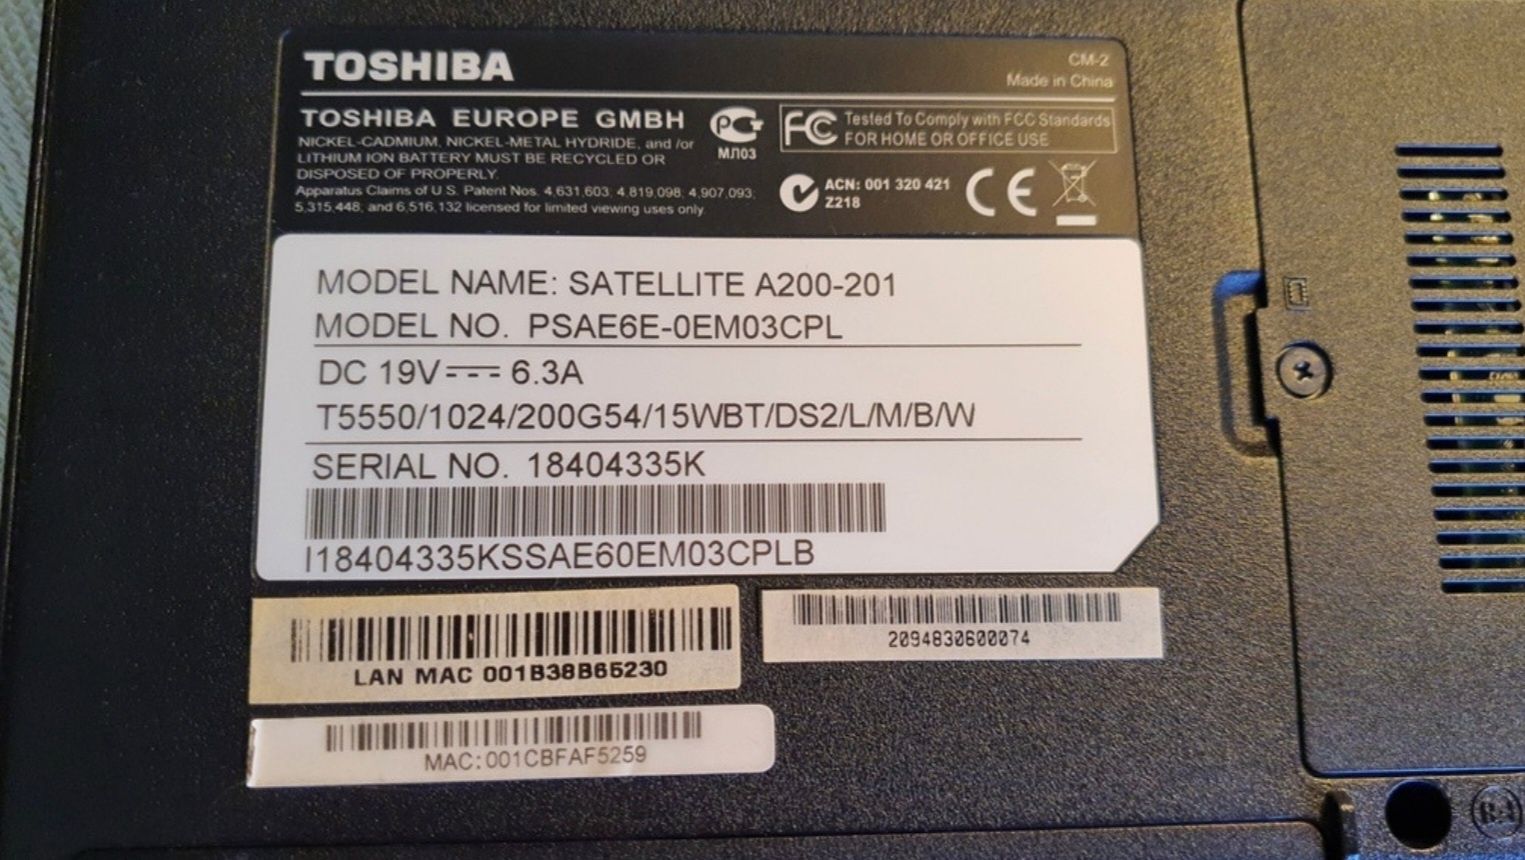 TOSHIBA
CM-2
Made in China
TOSHIBA EUROPE GMBH
NICKEL-CADMIUM, NICKEL-METAL HYDRIDE, and /or
LITHIUM ION BATTERY MUST BE RECYCLED OR
DISPOSED OF PROPERLY.
Apparatus Claims of U.S. Patent Nos. 4,631,603; 4,819,098; 4,907,093;
5,315,448; and 6,516,132 licensed for limited viewing uses only.
РСТ
МЛ03
FC Tested To Comply with FCC Standards
FOR HOME OR OFFICE USE
ACN: 001 320 421
Z218
CE
MODEL NAME: SATELLITE A200-201
MODEL NO. PSAE6E-0EM03CPL
DC 19V 6.3A
T5550/1024/200G54/15WBT/DS2/L/M/B/W
SERIAL NO. 18404335K
I18404335KSSAE60EM03CPLB
LAN MAC 001B38B65230
2094830600074
MAC:001CBFAF5259